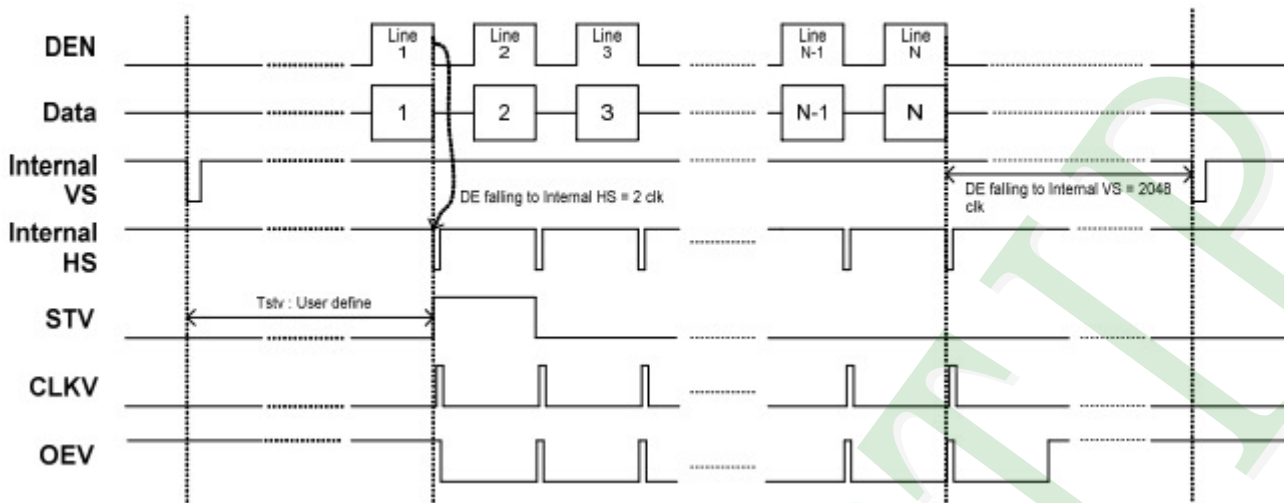 DEN
Line
1
Line
2
Line
3
Line
N-1
Line
N
Data
1
2
3
N-1
N
Internal
VS
DE falling to Internal HS = 2 clk
DE falling to Internal VS = 2048
clk
Internal
HS
Tstv : User define
STV
CLKV
OEV
TIP